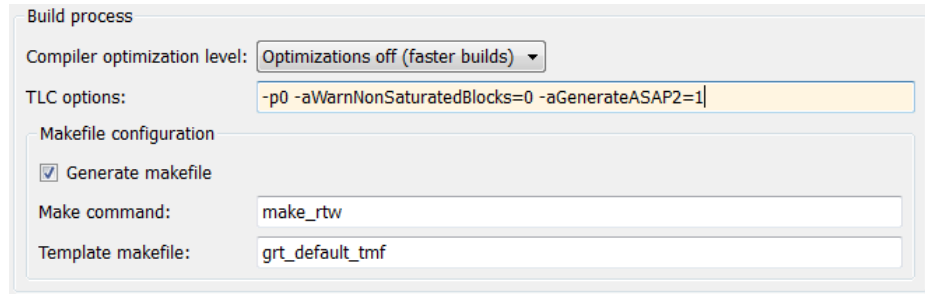 Build process
Compiler optimization level: Optimizations off (faster builds)
TLC options: -p0 -aWarnNonSaturatedBlocks=0 -aGenerateASAP2=1
Makefile configuration
Generate makefile
Make command: make_rtw
Template makefile: grt_default_tmf